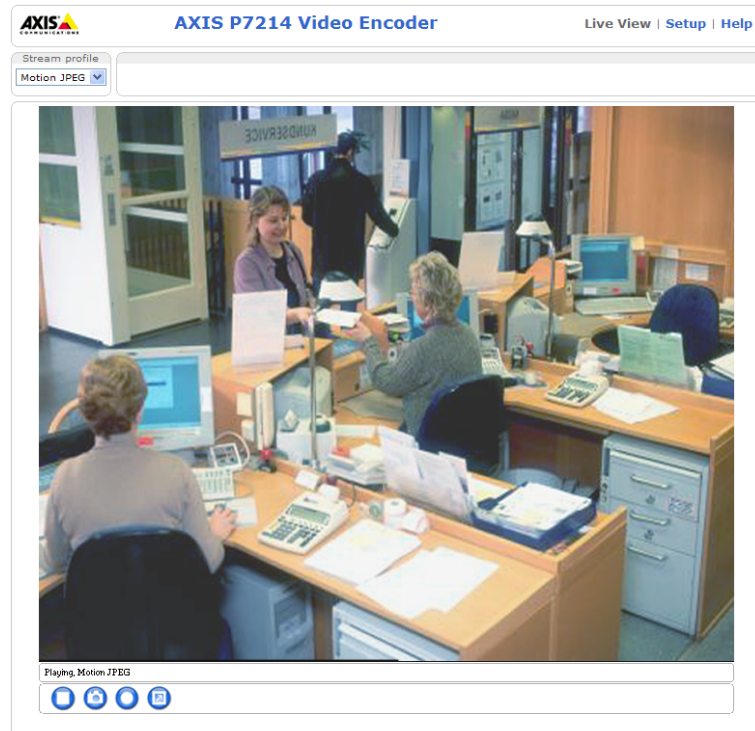 AXIS
COMMUNICATIONS
AXIS P7214 Video Encoder
Live View | Setup | Help
Stream profile
Motion JPEG
KUNDSERVICE
Playing, Motion JPEG